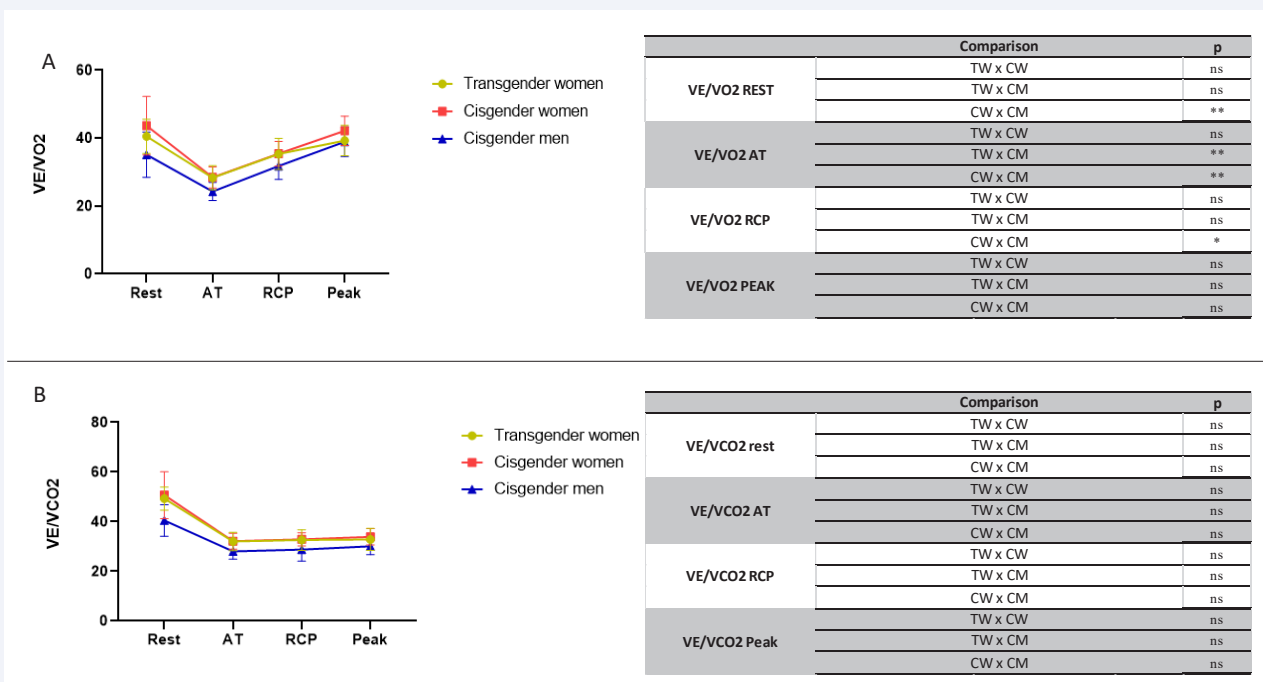 A
60
40
20
0
VE/VO2
Rest AT RCP Peak
Transgender women
Cisgender women
Cisgender men
Comparison p
VE/VO2 REST
TW x CW ns
TW x CM ns
CW x CM **
VE/VO2 AT
TW x CW ns
TW x CM **
CW x CM **
VE/VO2 RCP
TW x CW ns
TW x CM ns
CW x CM *
VE/VO2 PEAK
TW x CW ns
TW x CM ns
CW x CM ns
B
80
60
40
20
0
VE/VCO2
Rest AT RCP Peak
Transgender women
Cisgender women
Cisgender men
Comparison p
VE/VCO2 rest
TW x CW ns
TW x CM ns
CW x CM ns
VE/VCO2 AT
TW x CW ns
TW x CM ns
CW x CM ns
VE/VCO2 RCP
TW x CW ns
TW x CM ns
CW x CM ns
VE/VCO2 Peak
TW x CW ns
TW x CM ns
CW x CM ns